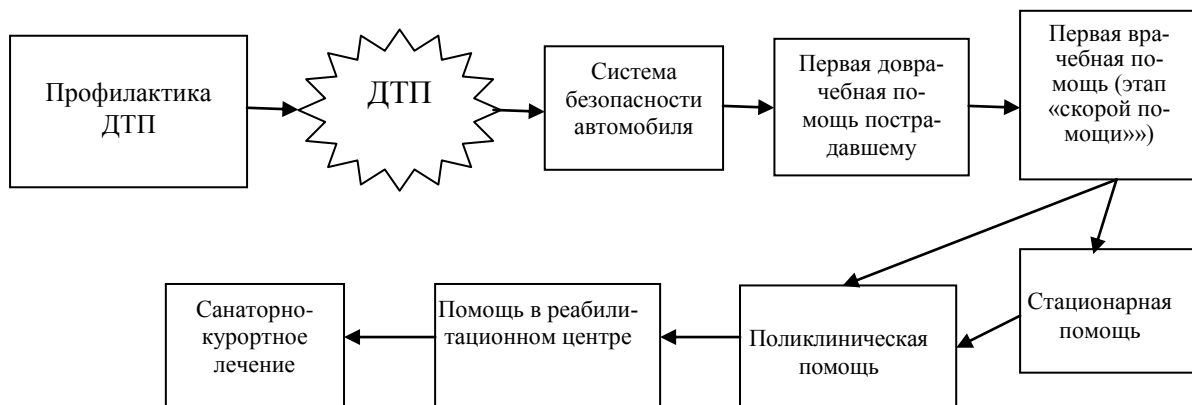 Профилактика
ДТП
ДТП
Система
безопасности
автомобиля
Первая довра-
чебная по-
мощь постра-
давшему
Первая вра-
чебная по-
мощь (этап
«скорой по-
мощи»»)
Санаторно-
курортное
лечение
Помощь в реабили-
тационном центре
Поликлиническая
помощь
Стационарная
помощь